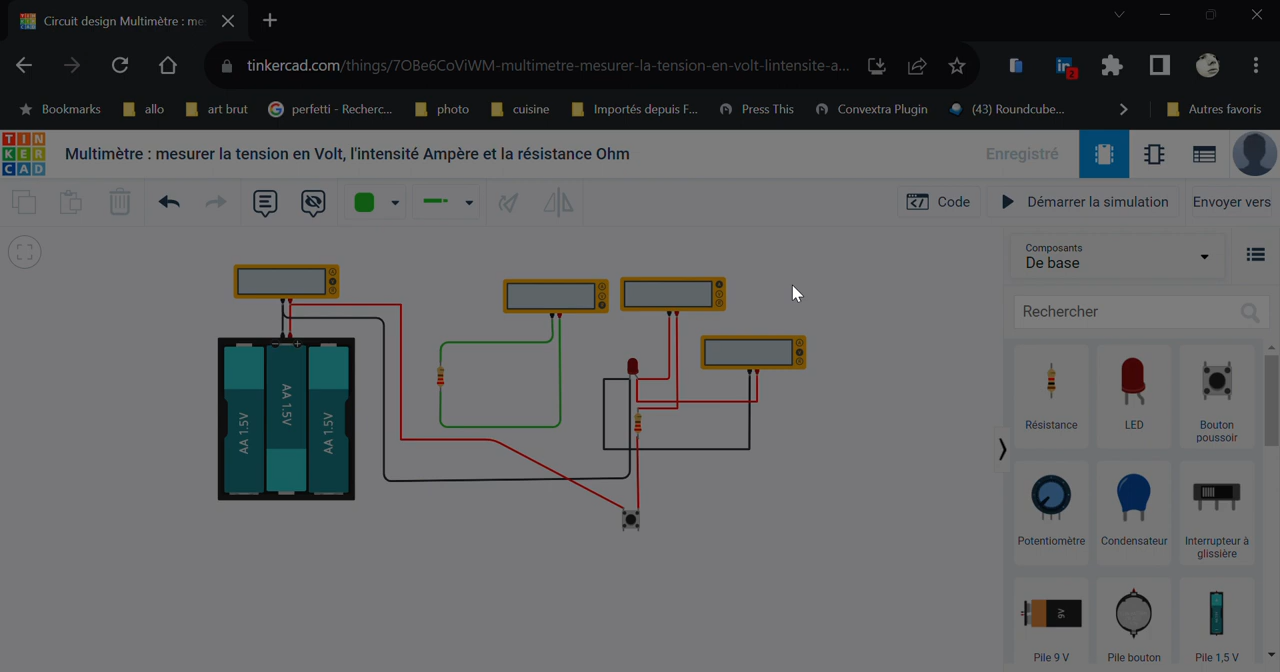 Circuit design Multimètre : me
tinkercad.com/things/7OBe6CoViWM-multimetre-mesurer-la-tension-en-volt-lintensite-a...
2
Bookmarks
allo
art brut
perfetti - Recherc...
photo
cuisine
Importés depuis F...
Press This
Convextra Plugin
(43) Roundcube...
Autres favoris
TIN
KER
CAD
Multimètre : mesurer la tension en Volt, l'intensité Ampère et la résistance Ohm
Enregistré
Code
Démarrer la simulation
Envoyer vers
Composants
De base
Rechercher
Résistance
LED
Bouton
poussoir
Potentiomètre
Condensateur
Interrupteur à
glissière
9V
Pile 9 V
Pile bouton
Pile 1,5 V
AA 1.5V
AA 1.5V
AA 1.5V